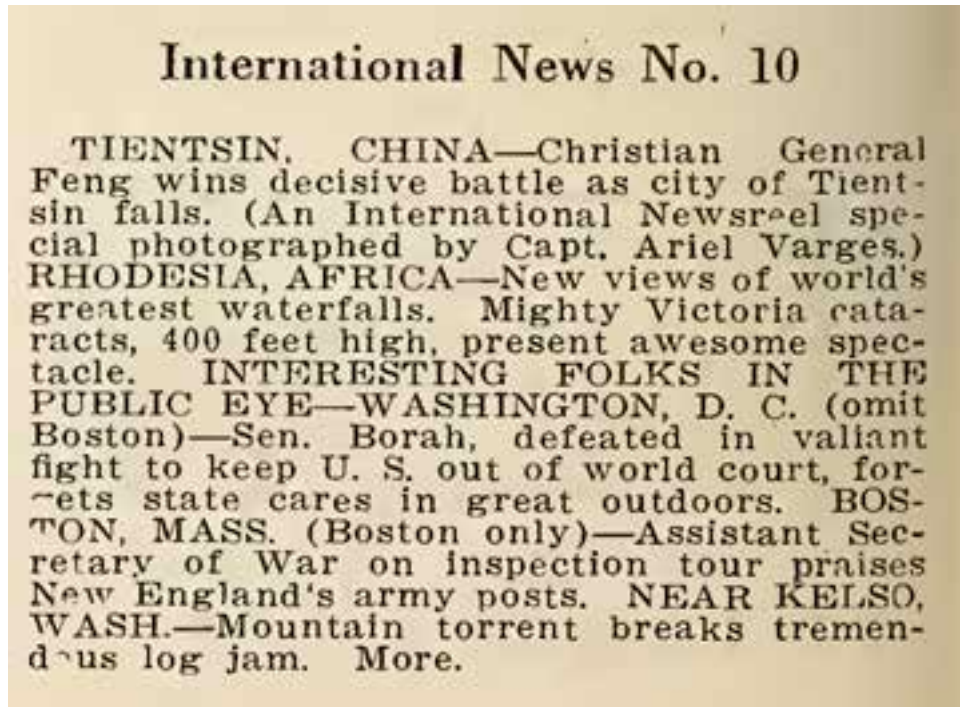 International News No. 10
TIENTSIN, CHINA—Christian General
Feng wins decisive battle as city of Tient-
sin falls. (An International Newsreel spe-
cial photographed by Capt. Ariel Varges.)
RHODESIA, AFRICA—New views of world's
greatest waterfalls. Mighty Victoria cata-
racts, 400 feet high, present awesome spec-
tacle. INTERESTING FOLKS IN THE
PUBLIC EYE—WASHINGTON, D. C. (omit
Boston)—Sen. Borah, defeated in valiant
fight to keep U. S. out of world court, for-
gets state cares in great outdoors. BOS-
TON, MASS. (Boston only)—Assistant Sec-
retary of War on inspection tour praises
New England's army posts. NEAR KELSO,
WASH.—Mountain torrent breaks tremen-
dous log jam. More.